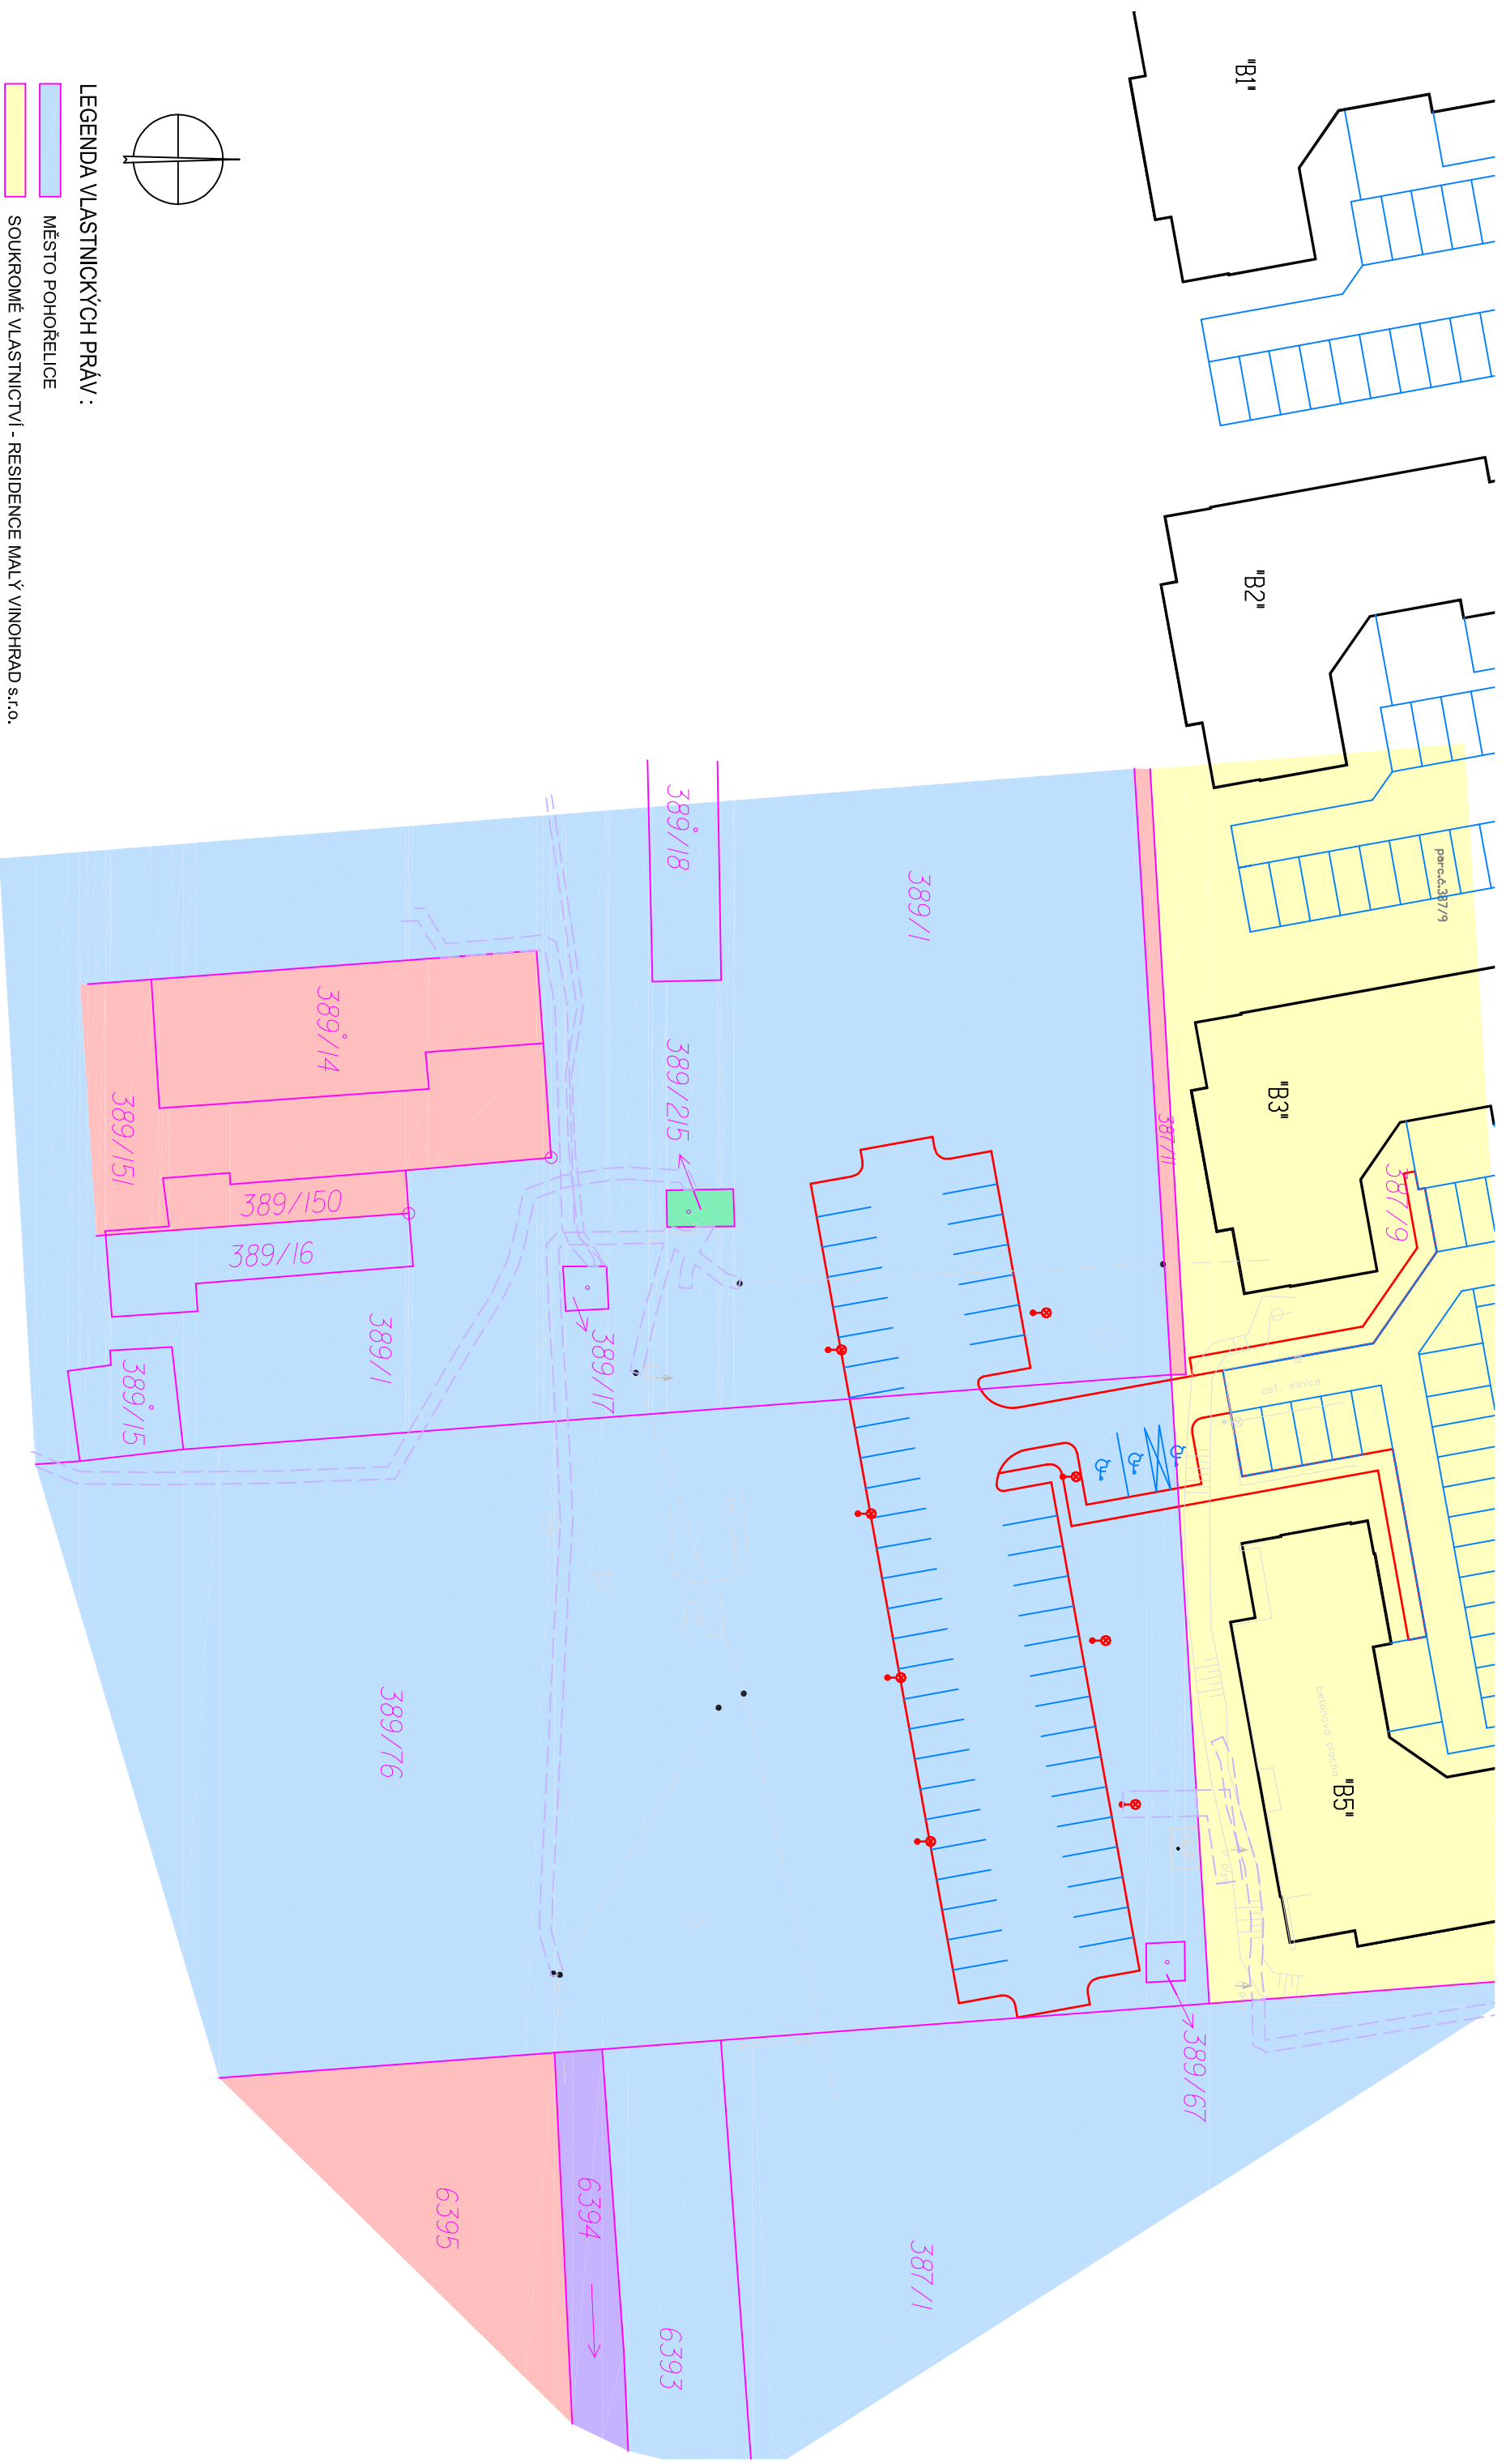 LEGENDA VLASTNICKÝCH PRÁV :
MĚSTO POHOŘELICE
SOUKROMÉ VLASTNICTVÍ - RESIDENCE MALÝ VINOHRAD s.r.o.
"B1"
"B2"
"B3"
"B5"
parc.č.387/9
387/9
387/11
389/1
389/18
389/215
389/14
389/151
389/150
389/16
389/17
389/1
389/15
389/76
389/67
387/1
6393
6394
6395
ost. silnice
betonová plocha